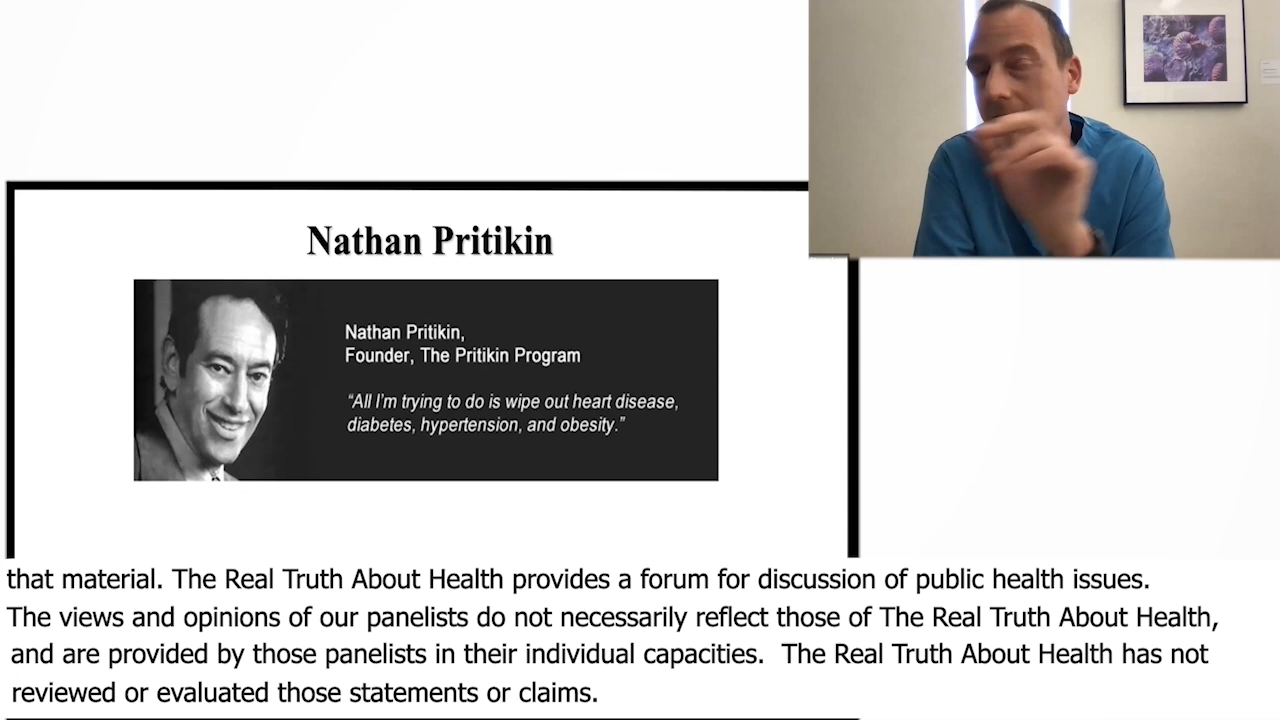 Nathan Pritikin
Nathan Pritikin,
Founder, The Pritikin Program
“All I’m trying to do is wipe out heart disease,
diabetes, hypertension, and obesity.”
that material. The Real Truth About Health provides a forum for discussion of public health issues.
The views and opinions of our panelists do not necessarily reflect those of The Real Truth About Health,
and are provided by those panelists in their individual capacities. The Real Truth About Health has not
reviewed or evaluated those statements or claims.